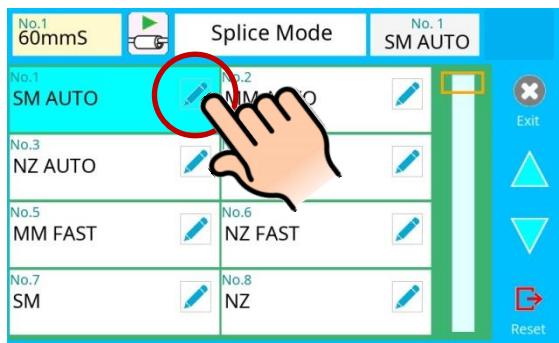 No.1
60mmS
Splice Mode
No. 1
SM AUTO
No.1
SM AUTO
No.2
No.3
NZ AUTO
No.5
MM FAST
No.6
NZ FAST
No.7
SM
No.8
NZ
Exit
Reset